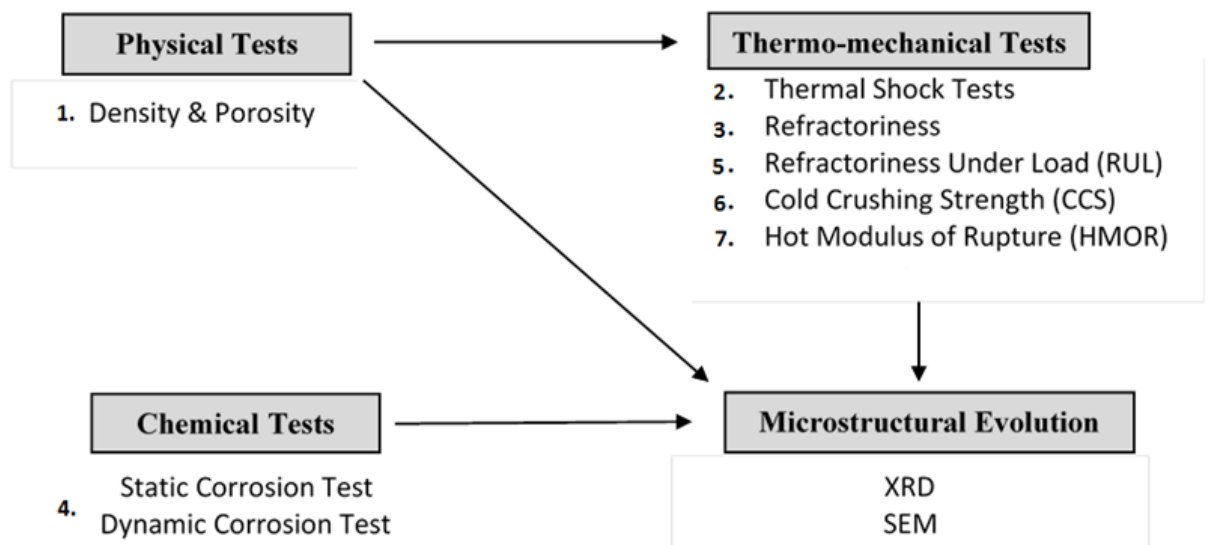 Physical Tests
1. Density & Porosity
Thermo-mechanical Tests
2. Thermal Shock Tests
3. Refractoriness
5. Refractoriness Under Load (RUL)
6. Cold Crushing Strength (CCS)
7. Hot Modulus of Rupture (HMOR)
Chemical Tests
4.
Static Corrosion Test
Dynamic Corrosion Test
Microstructural Evolution
XRD
SEM